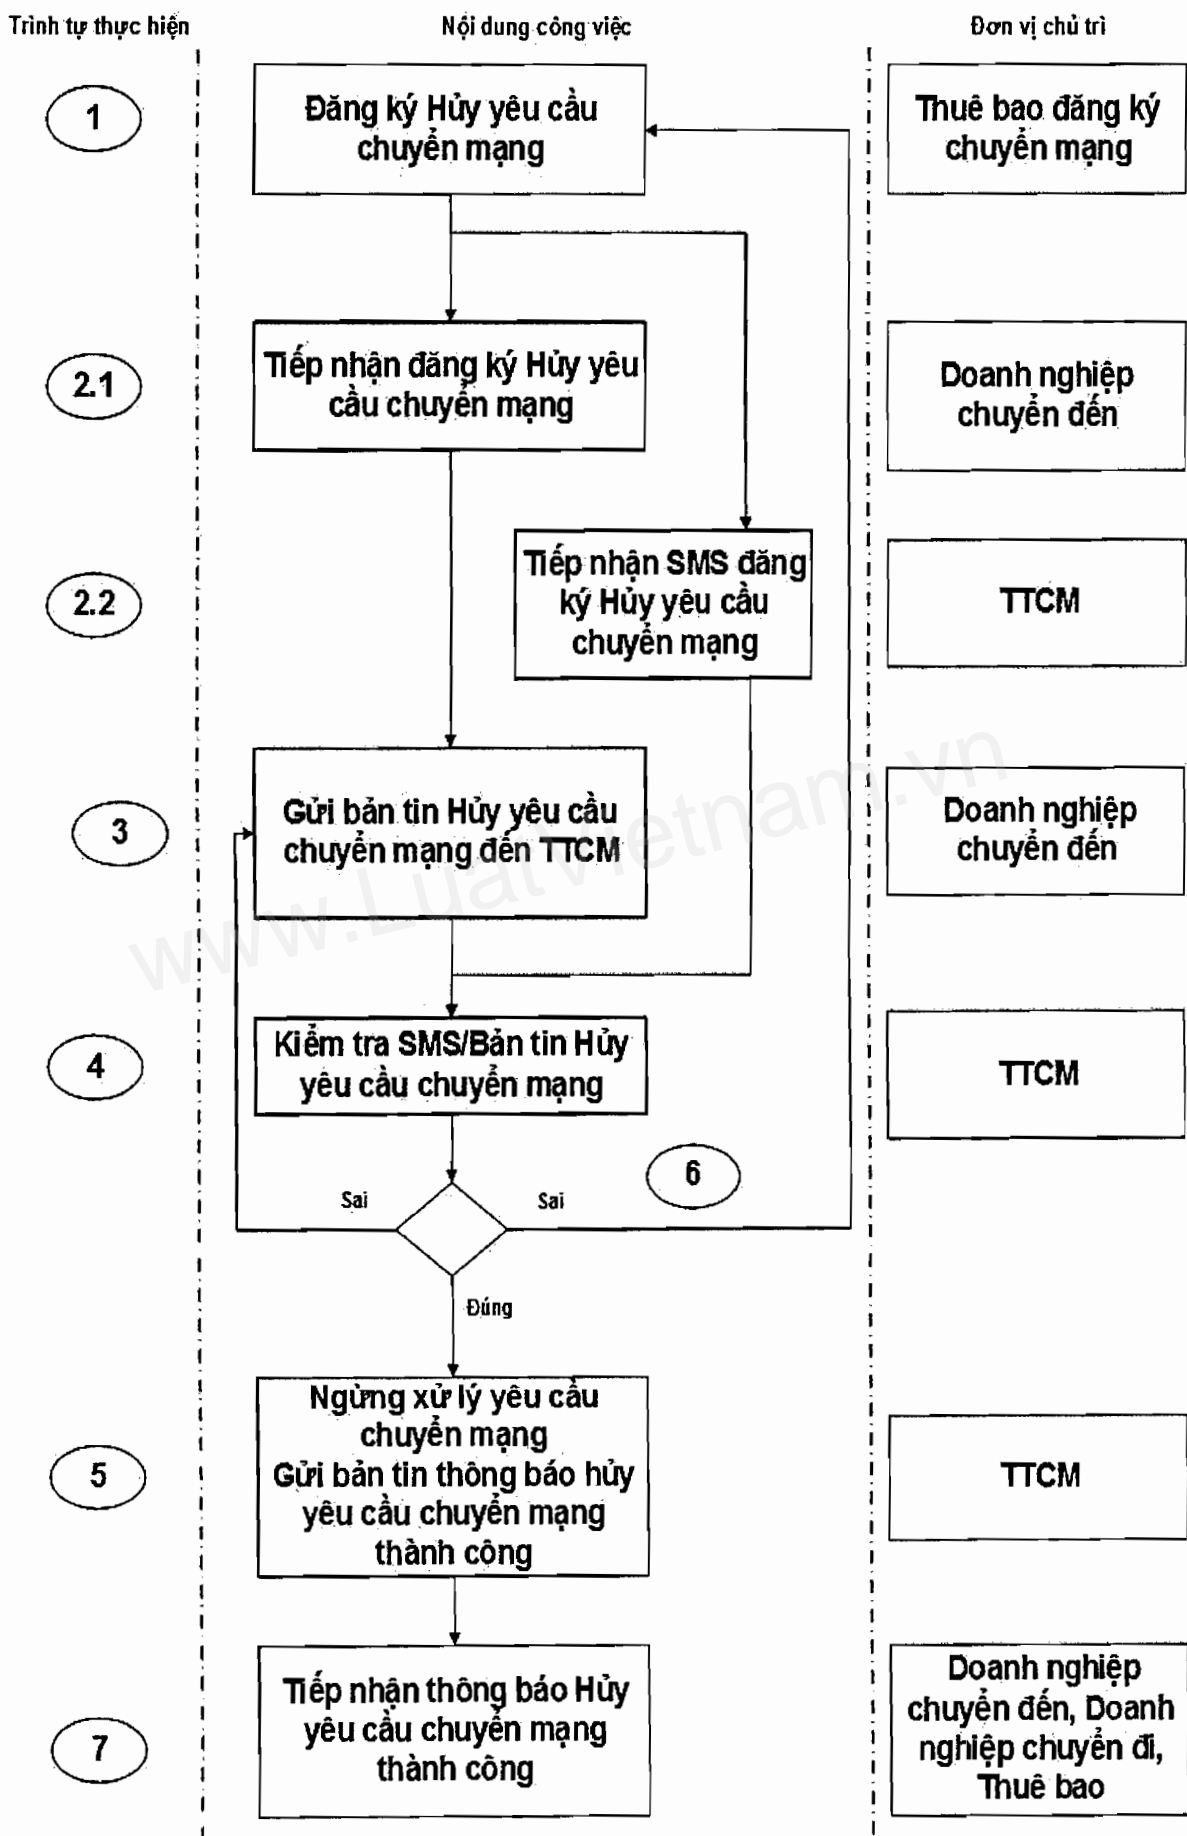 Trình tự thực hiện
Nội dung công việc
Đơn vị chủ trì
1
Đăng ký Hủy yêu cầu
chuyển mạng
Thuê bao đăng ký
chuyển mạng
2.1
Tiếp nhận đăng ký Hủy yêu
cầu chuyển mạng
Doanh nghiệp
chuyển đến
2.2
Tiếp nhận SMS đăng
ký Hủy yêu cầu
chuyển mạng
TTCM
3
Gửi bản tin Hủy yêu cầu
chuyển mạng đến TTCM
Doanh nghiệp
chuyển đến
www.LuatVietnam.vn
4
Kiểm tra SMS/Bản tin Hủy
yêu cầu chuyển mạng
TTCM
6
Sai
Sai
Đúng
5
Ngừng xử lý yêu cầu
chuyển mạng
Gửi bản tin thông báo hủy
yêu cầu chuyển mạng
thành công
TTCM
7
Tiếp nhận thông báo Hủy
yêu cầu chuyển mạng
thành công
Doanh nghiệp
chuyển đến, Doanh
nghiệp chuyển đi,
Thuê bao